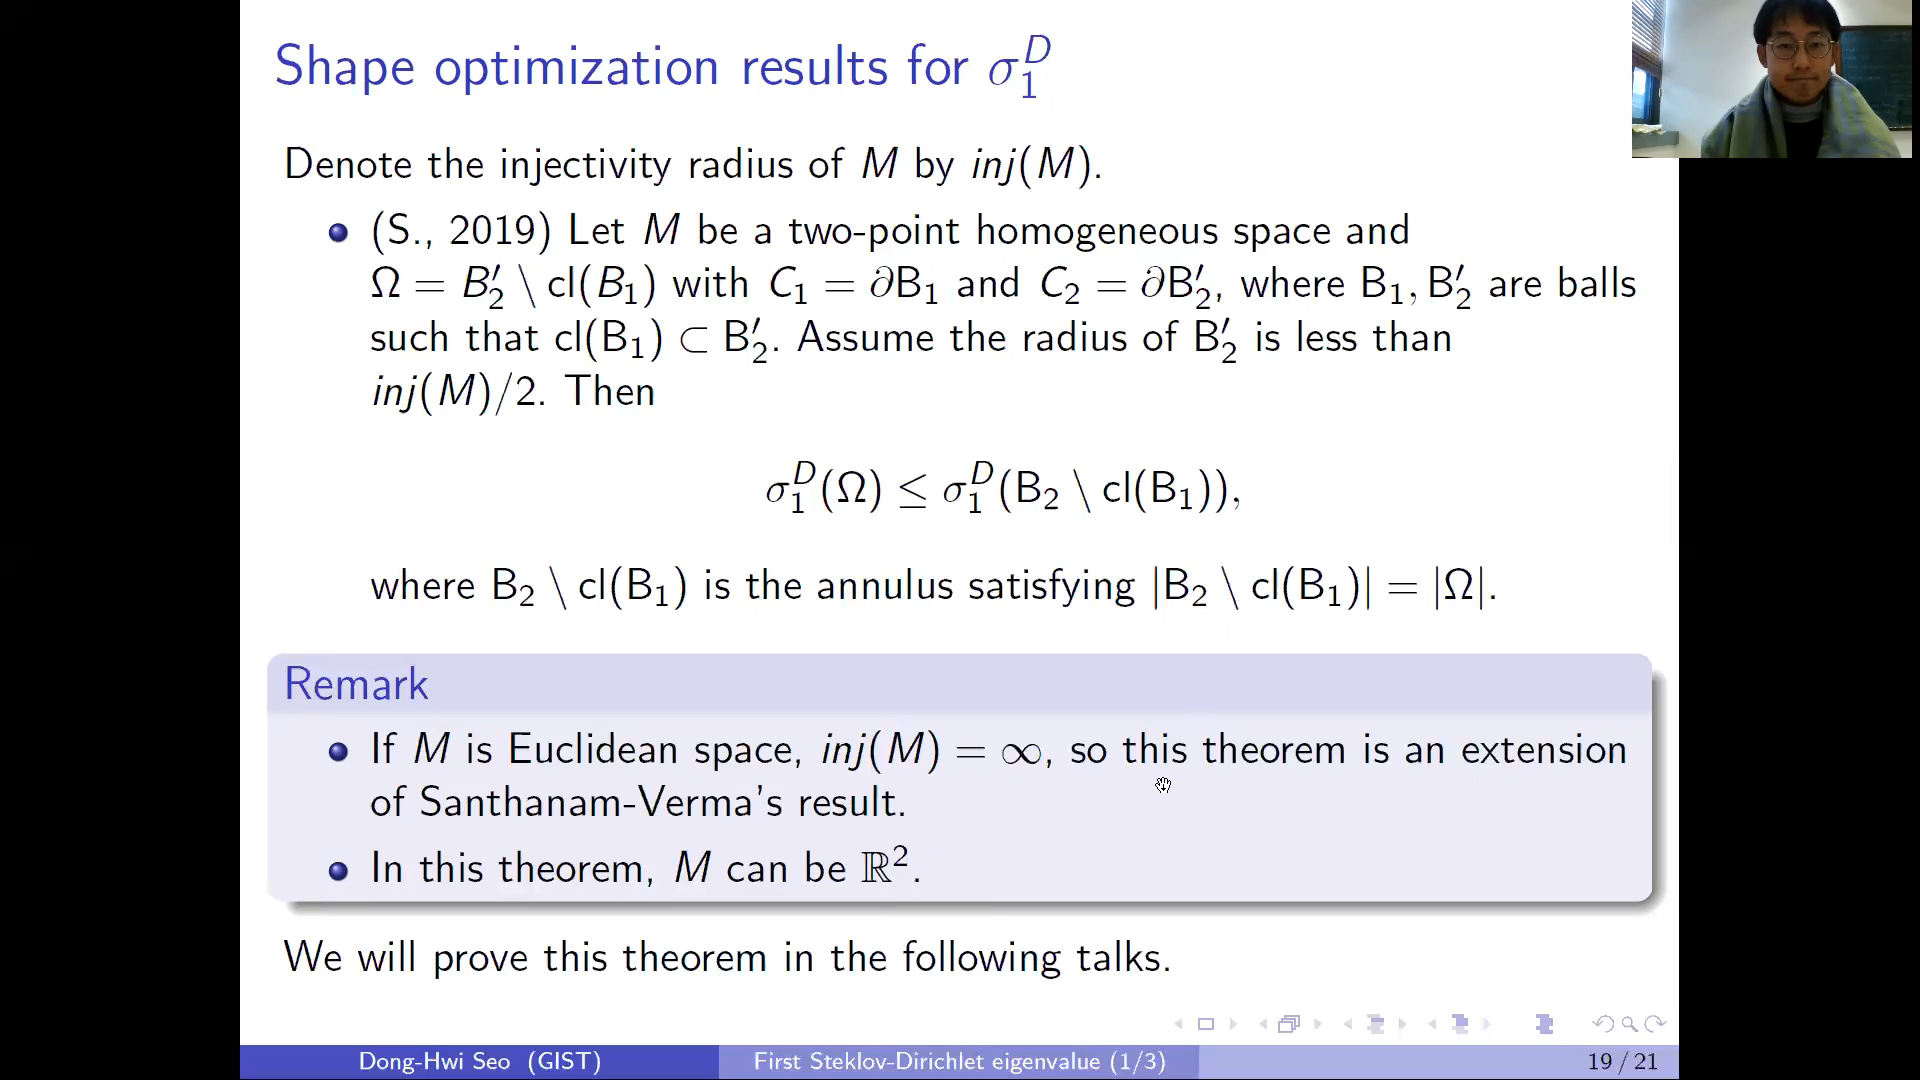 Shape optimization results for σ₁ᴰ
Denote the injectivity radius of M by inj(M).
• (S., 2019) Let M be a two-point homogeneous space and
Ω = B₂′ \ cl(B₁) with C₁ = ∂B₁ and C₂ = ∂B₂′, where B₁, B₂′ are balls
such that cl(B₁) ⊂ B₂′. Assume the radius of B₂′ is less than
inj(M)/2. Then
σ₁ᴰ(Ω) ≤ σ₁ᴰ(B₂ \ cl(B₁)),
where B₂ \ cl(B₁) is the annulus satisfying |B₂ \ cl(B₁)| = |Ω|.
Remark
• If M is Euclidean space, inj(M) = ∞, so this theorem is an extension
of Santhanam-Verma's result.
• In this theorem, M can be ℝ².
We will prove this theorem in the following talks.
Dong-Hwi Seo (GIST)
First Steklov-Dirichlet eigenvalue (1/3)
19 / 21